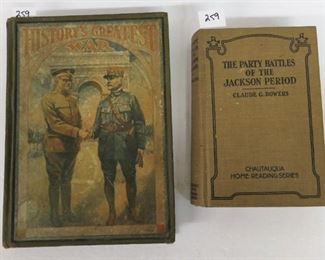 259
HISTORY'S GREATEST
WAR
259
THE PARTY BATTLES
OF THE
JACKSON PERIOD
CLAUDE G. BOWERS
CHAUTAUQUA
HOME READING SERIES